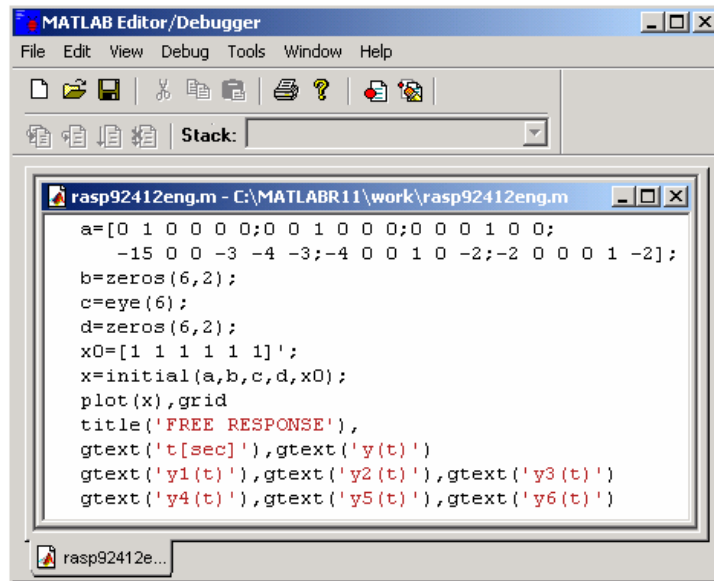 MATLAB Editor/Debugger
File Edit View Debug Tools Window Help
Stack:
rasp92412eng.m - C:\MATLABR11\work\rasp92412eng.m
a=[0 1 0 0 0 0;0 0 1 0 0 0;0 0 0 1 0 0;
-15 0 0 -3 -4 -3;-4 0 0 1 0 -2;-2 0 0 0 1 -2];
b=zeros(6,2);
c=eye(6);
d=zeros(6,2);
x0=[1 1 1 1 1 1]';
x=initial(a,b,c,d,x0);
plot(x),grid
title('FREE RESPONSE'),
gtext('t[sec]'),gtext('y(t)')
gtext('y1(t)'),gtext('y2(t)'),gtext('y3(t)')
gtext('y4(t)'),gtext('y5(t)'),gtext('y6(t)')
rasp92412e...